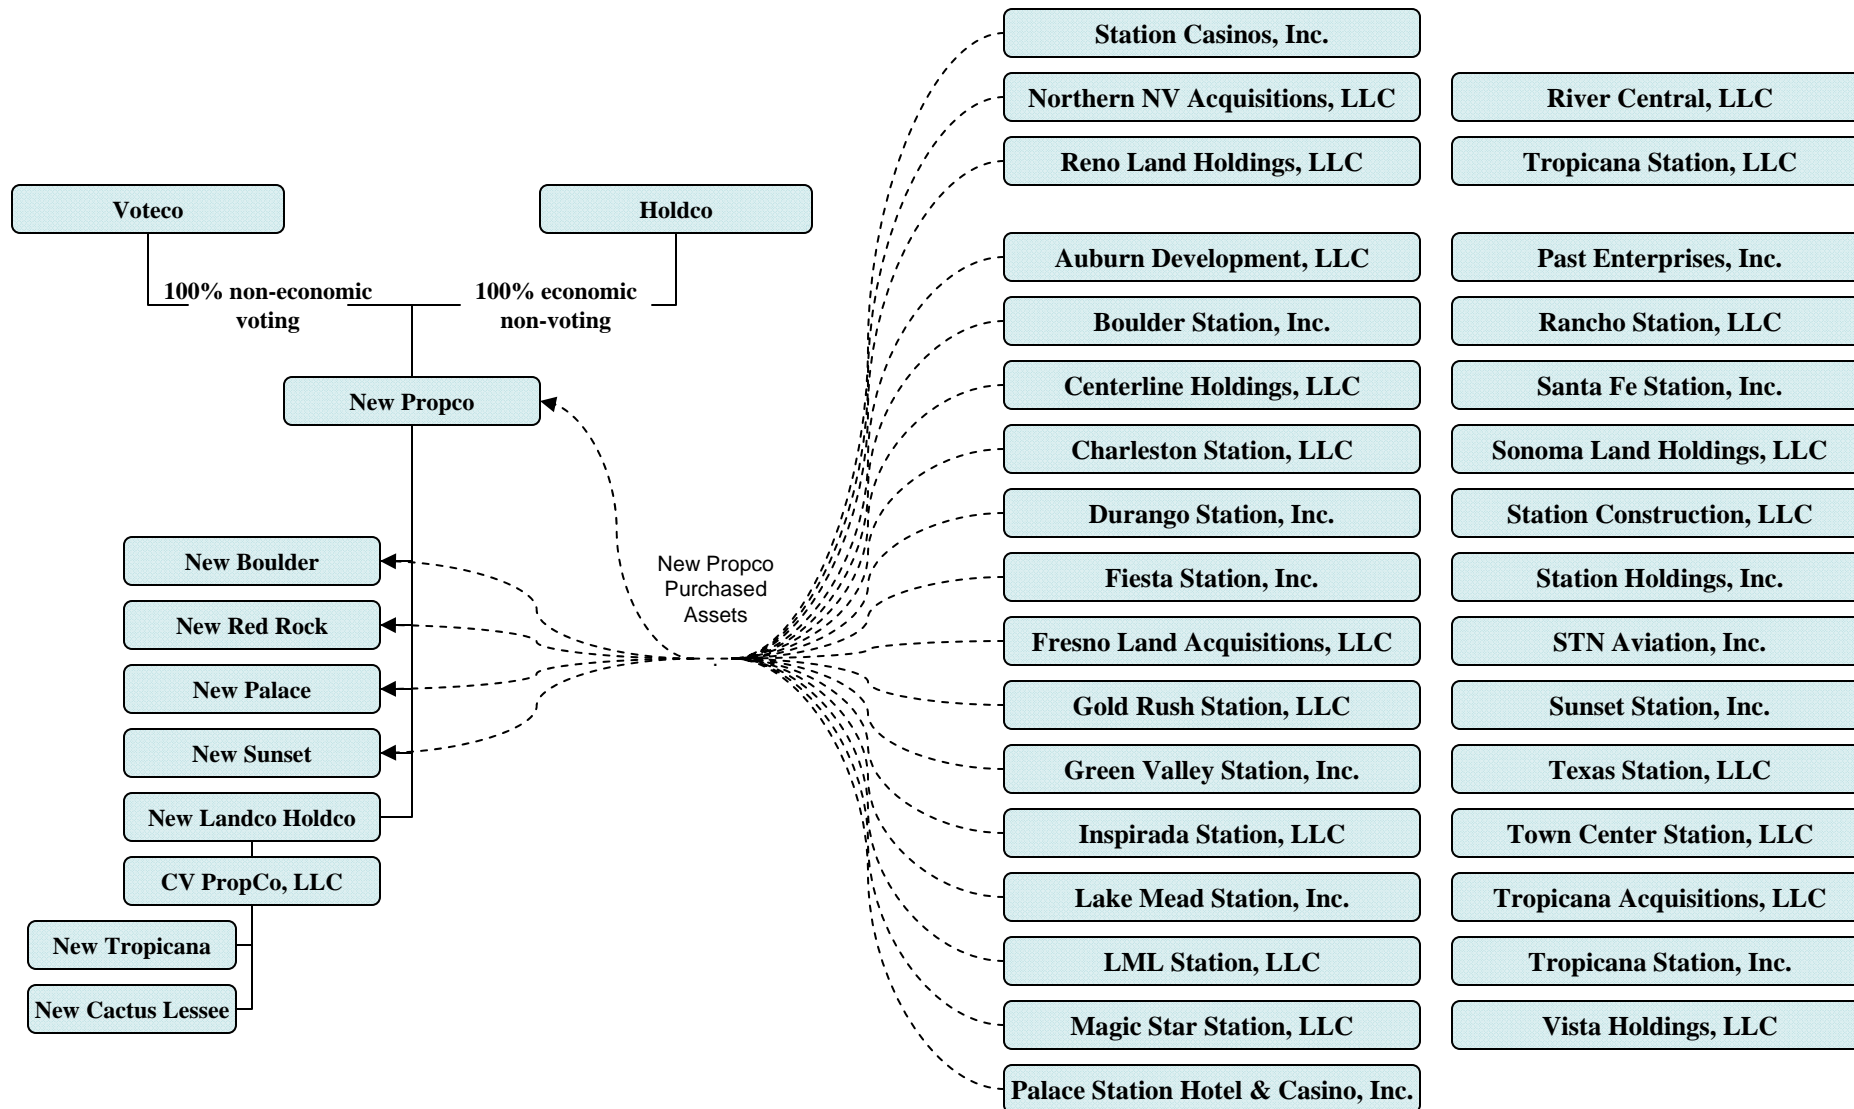 Voteco
Holdco
100% non-economic
voting
100% economic
non-voting
New Propco
New Boulder
New Red Rock
New Palace
New Sunset
New Landco Holdco
CV PropCo, LLC
New Tropicana
New Cactus Lessee
New Propco
Purchased
Assets
Station Casinos, Inc.
Northern NV Acquisitions, LLC
Reno Land Holdings, LLC
Auburn Development, LLC
Boulder Station, Inc.
Centerline Holdings, LLC
Charleston Station, LLC
Durango Station, Inc.
Fiesta Station, Inc.
Fresno Land Acquisitions, LLC
Gold Rush Station, LLC
Green Valley Station, Inc.
Inspirada Station, LLC
Lake Mead Station, Inc.
LML Station, LLC
Magic Star Station, LLC
Palace Station Hotel & Casino, Inc.
River Central, LLC
Tropicana Station, LLC
Past Enterprises, Inc.
Rancho Station, LLC
Santa Fe Station, Inc.
Sonoma Land Holdings, LLC
Station Construction, LLC
Station Holdings, Inc.
STN Aviation, Inc.
Sunset Station, Inc.
Texas Station, LLC
Town Center Station, LLC
Tropicana Acquisitions, LLC
Tropicana Station, Inc.
Vista Holdings, LLC